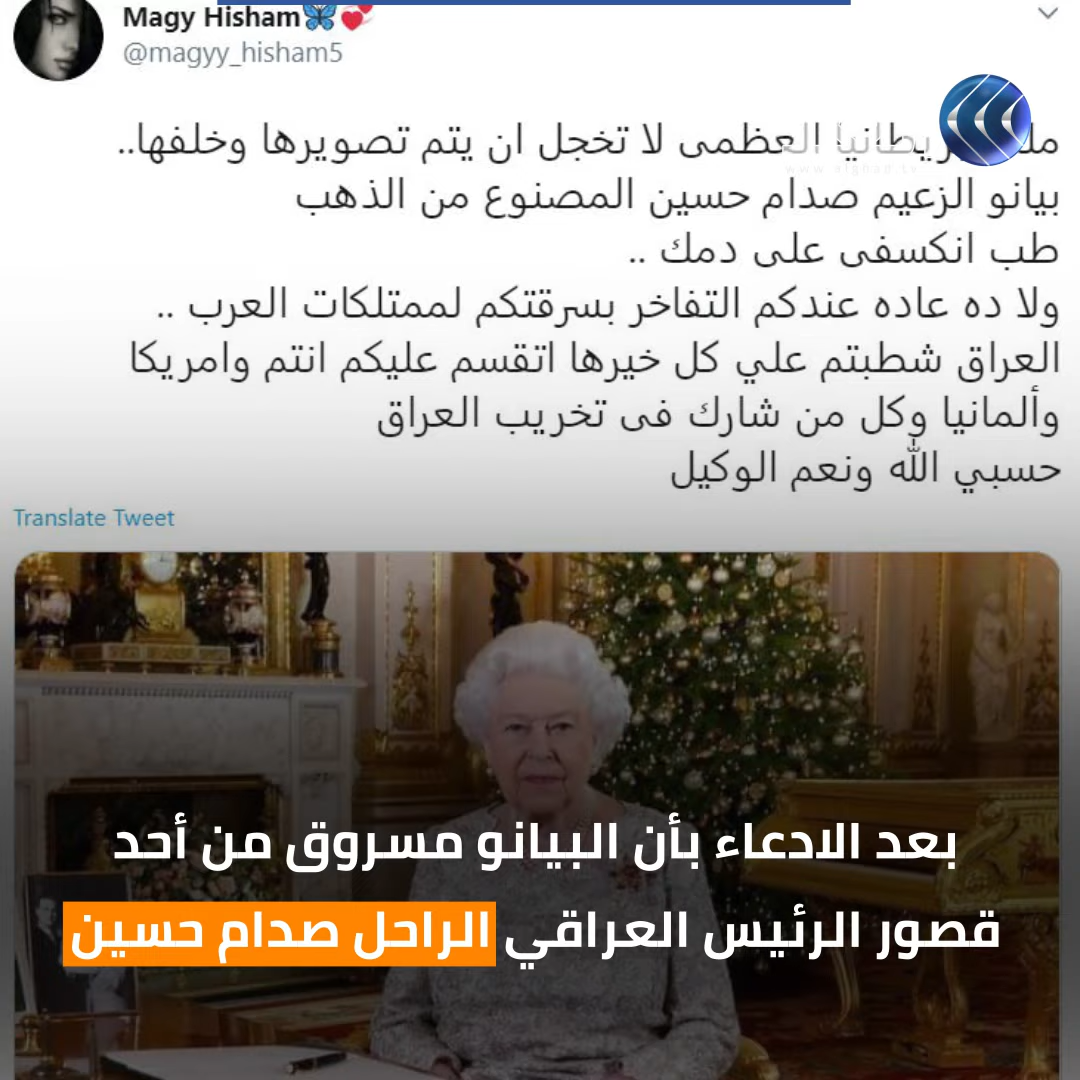 Magy Hisham
@magyy_hisham5
العظمى لا تخجل ان يتم تصويرها وخلفها..
بيانو الزعيم صدام حسين المصنوع من الذهب
طب انكسفى على دمك ..
ولا ده عاده عندكم التفاخر بسرقتكم لممتلكات العرب ..
العراق شطبتم علي كل خيرها اتقسم عليكم انتم وامريكا
وألمانيا وكل من شارك فى تخريب العراق
حسبي الله ونعم الوكيل
Translate Tweet
بعد الادعاء بأن البيانو مسروق من أحد
قصور الرئيس العراقي الراحل صدام حسين